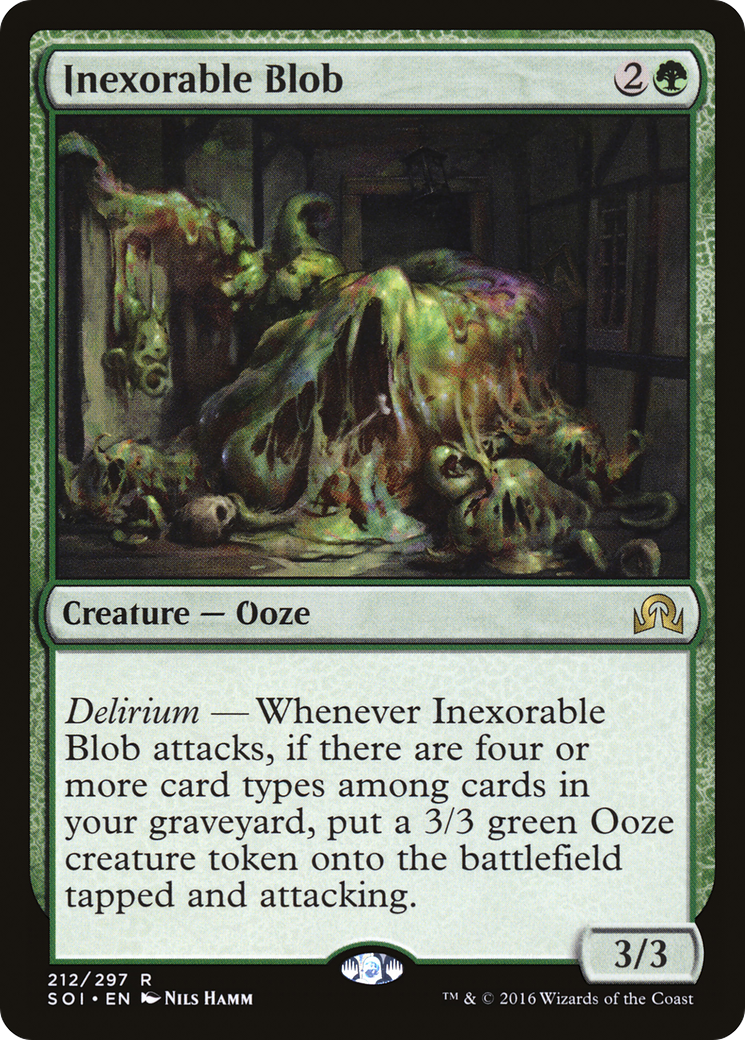 Inexorable Blob 2
Creature — Ooze
Delirium — Whenever Inexorable
Blob attacks, if there are four or
more card types among cards in
your graveyard, put a 3/3 green Ooze
creature token onto the battlefield
tapped and attacking.
3/3
212/297 R
SOI • EN Nils Hamm
™ & © 2016 Wizards of the Coast